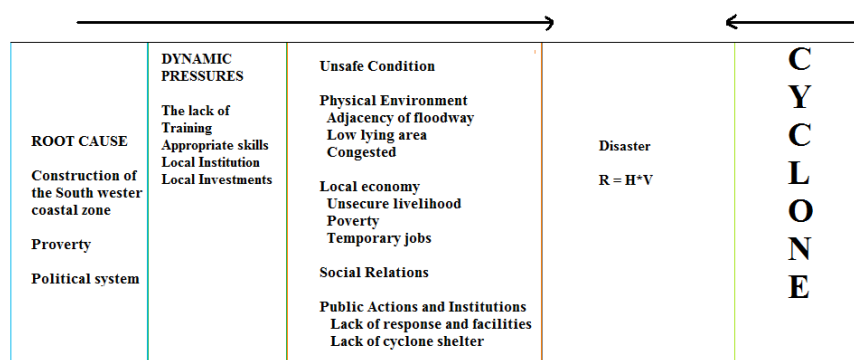 ROOT CAUSE
Construction of
the South wester
coastal zone
Proverty
Political system
DYNAMIC
PRESSURES
The lack of
Training
Appropriate skills
Local Institution
Local Investments
Unsafe Condition
Physical Environment
Adjacency of floodway
Low lying area
Congested
Local economy
Unsecure livelihood
Poverty
Temporary jobs
Social Relations
Public Actions and Institutions
Lack of response and facilities
Lack of cyclone shelter
Disaster
R = H*V
C
Y
C
L
O
N
E